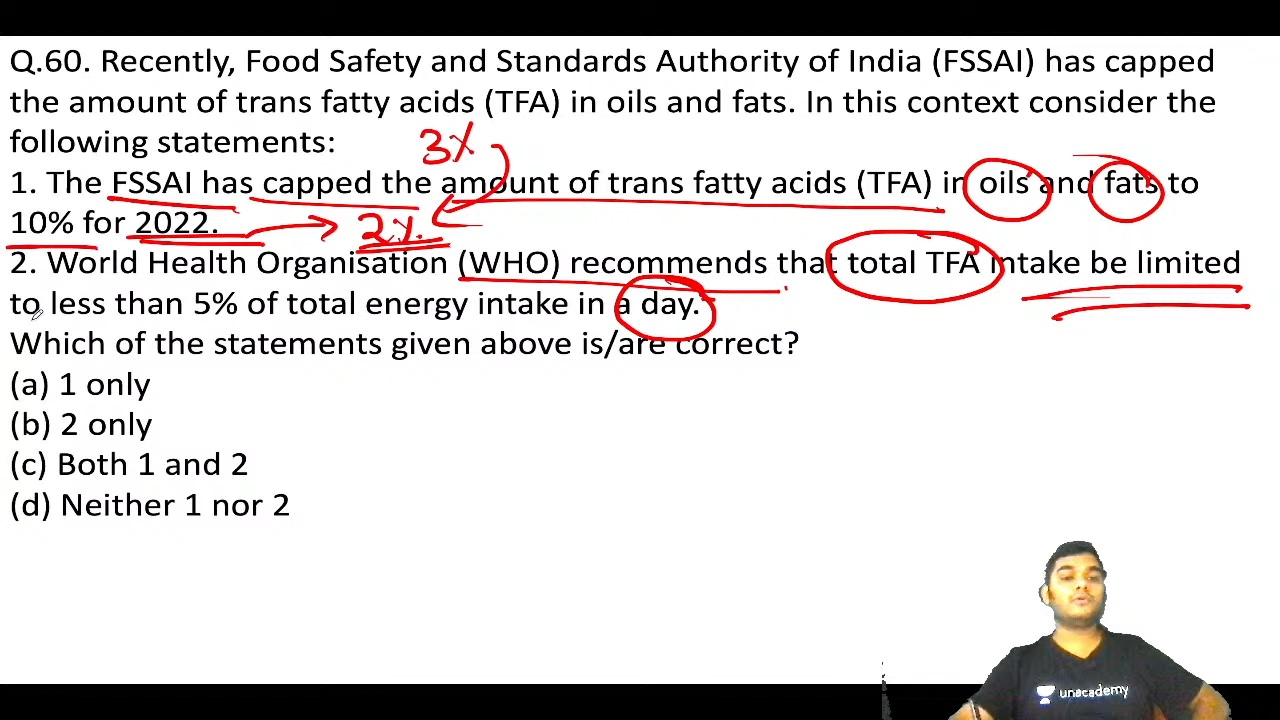 Q.60. Recently, Food Safety and Standards Authority of India (FSSAI) has capped
the amount of trans fatty acids (TFA) in oils and fats. In this context consider the
following statements:
3%
1. The FSSAI has capped the amount of trans fatty acids (TFA) in oils and fats to
10% for 2022. 2%.
2. World Health Organisation (WHO) recommends that total TFA intake be limited
to less than 5% of total energy intake in a day.
Which of the statements given above is/are correct?
(a) 1 only
(b) 2 only
(c) Both 1 and 2
(d) Neither 1 nor 2
unacademy